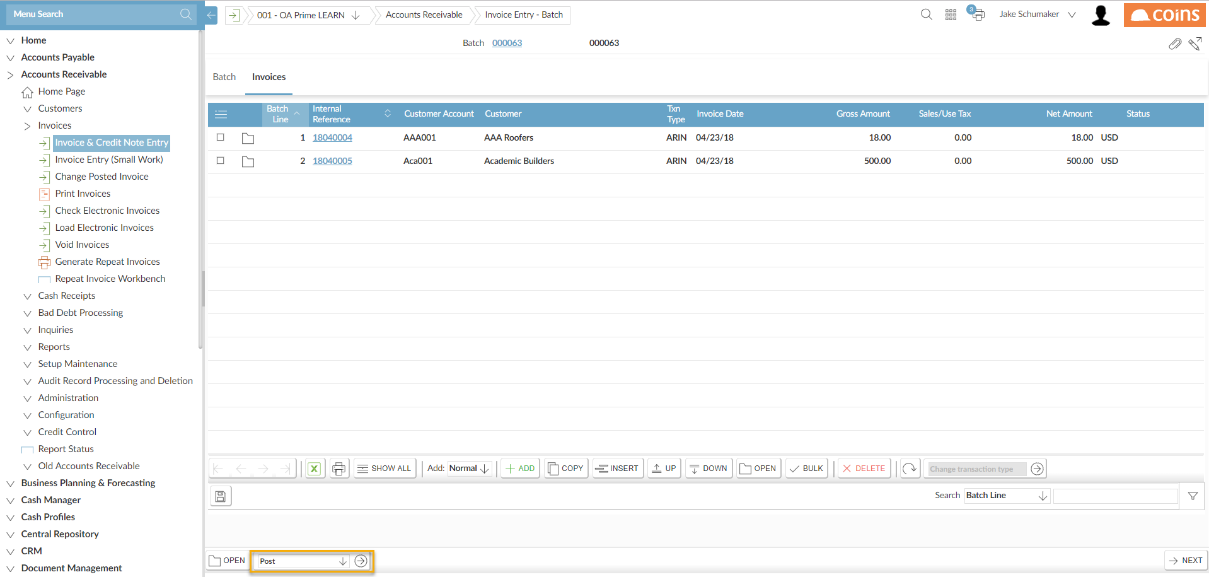 Menu Search
001 - OA Prime LEARN
Accounts Receivable
Invoice Entry - Batch
3
Jake Schumaker
coins
Batch 000063 000063
Batch Invoices
Home
Accounts Payable
Accounts Receivable
Home Page
Customers
Invoices
Invoice & Credit Note Entry
Invoice Entry (Small Work)
Change Posted Invoice
Print Invoices
Check Electronic Invoices
Load Electronic Invoices
Void Invoices
Generate Repeat Invoices
Repeat Invoice Workbench
Cash Receipts
Bad Debt Processing
Inquiries
Reports
Setup Maintenance
Audit Record Processing and Deletion
Administration
Configuration
Credit Control
Report Status
Old Accounts Receivable
Business Planning & Forecasting
Cash Manager
Cash Profiles
Central Repository
CRM
Document Management
Batch Line Internal Reference Customer Account Customer Txn Type Invoice Date Gross Amount Sales/Use Tax Net Amount Status
1 18040004 AAA001 AAA Roofers ARIN 04/23/18 18.00 0.00 18.00 USD
2 18040005 Aca001 Academic Builders ARIN 04/23/18 500.00 0.00 500.00 USD
SHOW ALL Add: Normal ADD COPY INSERT UP DOWN OPEN BULK DELETE Change transaction type
Search Batch Line
OPEN Post NEXT